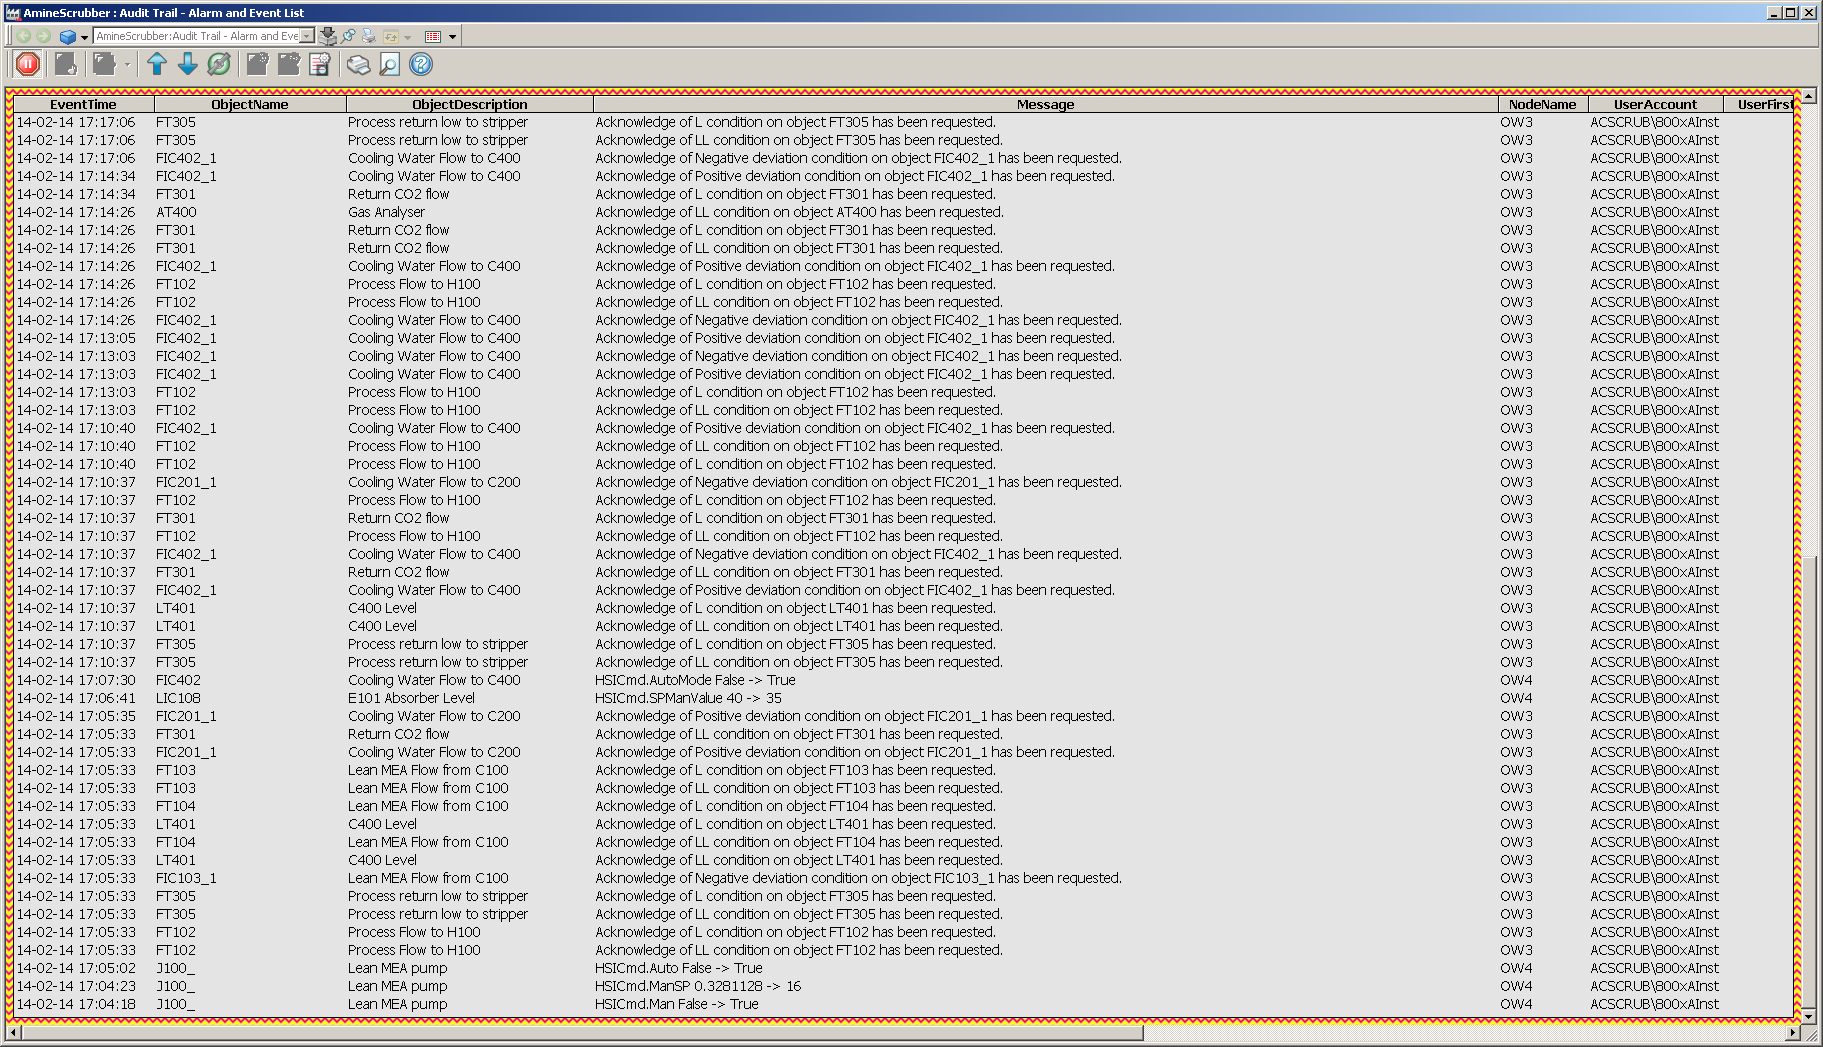 AmineScrubber : Audit Trail - Alarm and Event List
AmineScrubber:Audit Trail - Alarm and Eve
EventTime ObjectName ObjectDescription Message NodeName UserAccount UserFirst
14-02-14 17:17:06 FT305 Process return low to stripper Acknowledge of L condition on object FT305 has been requested. OW3 ACSCRUB\800xAInst
14-02-14 17:17:06 FT305 Process return low to stripper Acknowledge of LL condition on object FT305 has been requested. OW3 ACSCRUB\800xAInst
14-02-14 17:17:06 FIC402_1 Cooling Water Flow to C400 Acknowledge of Negative deviation condition on object FIC402_1 has been requested. OW3 ACSCRUB\800xAInst
14-02-14 17:14:34 FIC402_1 Cooling Water Flow to C400 Acknowledge of Positive deviation condition on object FIC402_1 has been requested. OW3 ACSCRUB\800xAInst
14-02-14 17:14:34 FT301 Return CO2 flow Acknowledge of L condition on object FT301 has been requested. OW3 ACSCRUB\800xAInst
14-02-14 17:14:26 AT400 Gas Analyser Acknowledge of LL condition on object AT400 has been requested. OW3 ACSCRUB\800xAInst
14-02-14 17:14:26 FT301 Return CO2 flow Acknowledge of L condition on object FT301 has been requested. OW3 ACSCRUB\800xAInst
14-02-14 17:14:26 FT301 Return CO2 flow Acknowledge of LL condition on object FT301 has been requested. OW3 ACSCRUB\800xAInst
14-02-14 17:14:26 FIC402_1 Cooling Water Flow to C400 Acknowledge of Positive deviation condition on object FIC402_1 has been requested. OW3 ACSCRUB\800xAInst
14-02-14 17:14:26 FT102 Process Flow to H100 Acknowledge of L condition on object FT102 has been requested. OW3 ACSCRUB\800xAInst
14-02-14 17:14:26 FT102 Process Flow to H100 Acknowledge of LL condition on object FT102 has been requested. OW3 ACSCRUB\800xAInst
14-02-14 17:14:26 FIC402_1 Cooling Water Flow to C400 Acknowledge of Negative deviation condition on object FIC402_1 has been requested. OW3 ACSCRUB\800xAInst
14-02-14 17:13:05 FIC402_1 Cooling Water Flow to C400 Acknowledge of Positive deviation condition on object FIC402_1 has been requested. OW3 ACSCRUB\800xAInst
14-02-14 17:13:03 FIC402_1 Cooling Water Flow to C400 Acknowledge of Negative deviation condition on object FIC402_1 has been requested. OW3 ACSCRUB\800xAInst
14-02-14 17:13:03 FIC402_1 Cooling Water Flow to C400 Acknowledge of Positive deviation condition on object FIC402_1 has been requested. OW3 ACSCRUB\800xAInst
14-02-14 17:13:03 FT102 Process Flow to H100 Acknowledge of L condition on object FT102 has been requested. OW3 ACSCRUB\800xAInst
14-02-14 17:13:03 FT102 Process Flow to H100 Acknowledge of LL condition on object FT102 has been requested. OW3 ACSCRUB\800xAInst
14-02-14 17:10:40 FIC402_1 Cooling Water Flow to C400 Acknowledge of Positive deviation condition on object FIC402_1 has been requested. OW3 ACSCRUB\800xAInst
14-02-14 17:10:40 FT102 Process Flow to H100 Acknowledge of LL condition on object FT102 has been requested. OW3 ACSCRUB\800xAInst
14-02-14 17:10:40 FT102 Process Flow to H100 Acknowledge of L condition on object FT102 has been requested. OW3 ACSCRUB\800xAInst
14-02-14 17:10:37 FIC201_1 Cooling Water Flow to C200 Acknowledge of Negative deviation condition on object FIC201_1 has been requested. OW3 ACSCRUB\800xAInst
14-02-14 17:10:37 FT102 Process Flow to H100 Acknowledge of L condition on object FT102 has been requested. OW3 ACSCRUB\800xAInst
14-02-14 17:10:37 FT301 Return CO2 flow Acknowledge of L condition on object FT301 has been requested. OW3 ACSCRUB\800xAInst
14-02-14 17:10:37 FT102 Process Flow to H100 Acknowledge of LL condition on object FT102 has been requested. OW3 ACSCRUB\800xAInst
14-02-14 17:10:37 FIC402_1 Cooling Water Flow to C400 Acknowledge of Negative deviation condition on object FIC402_1 has been requested. OW3 ACSCRUB\800xAInst
14-02-14 17:10:37 FT301 Return CO2 flow Acknowledge of LL condition on object FT301 has been requested. OW3 ACSCRUB\800xAInst
14-02-14 17:10:37 FIC402_1 Cooling Water Flow to C400 Acknowledge of Positive deviation condition on object FIC402_1 has been requested. OW3 ACSCRUB\800xAInst
14-02-14 17:10:37 LT401 C400 Level Acknowledge of L condition on object LT401 has been requested. OW3 ACSCRUB\800xAInst
14-02-14 17:10:37 LT401 C400 Level Acknowledge of LL condition on object LT401 has been requested. OW3 ACSCRUB\800xAInst
14-02-14 17:10:37 FT305 Process return low to stripper Acknowledge of L condition on object FT305 has been requested. OW3 ACSCRUB\800xAInst
14-02-14 17:10:37 FT305 Process return low to stripper Acknowledge of LL condition on object FT305 has been requested. OW3 ACSCRUB\800xAInst
14-02-14 17:07:30 FIC402 Cooling Water Flow to C400 HSICmd.AutoMode False -> True OW4 ACSCRUB\800xAInst
14-02-14 17:06:41 LIC108 E101 Absorber Level HSICmd.SPManValue 40 -> 35 OW4 ACSCRUB\800xAInst
14-02-14 17:05:35 FIC201_1 Cooling Water Flow to C200 Acknowledge of Positive deviation condition on object FIC201_1 has been requested. OW3 ACSCRUB\800xAInst
14-02-14 17:05:33 FT301 Return CO2 flow Acknowledge of LL condition on object FT301 has been requested. OW3 ACSCRUB\800xAInst
14-02-14 17:05:33 FIC201_1 Cooling Water Flow to C200 Acknowledge of Positive deviation condition on object FIC201_1 has been requested. OW3 ACSCRUB\800xAInst
14-02-14 17:05:33 FT103 Lean MEA Flow from C100 Acknowledge of L condition on object FT103 has been requested. OW3 ACSCRUB\800xAInst
14-02-14 17:05:33 FT103 Lean MEA Flow from C100 Acknowledge of LL condition on object FT103 has been requested. OW3 ACSCRUB\800xAInst
14-02-14 17:05:33 FT104 Lean MEA Flow from C100 Acknowledge of L condition on object FT104 has been requested. OW3 ACSCRUB\800xAInst
14-02-14 17:05:33 LT401 C400 Level Acknowledge of L condition on object LT401 has been requested. OW3 ACSCRUB\800xAInst
14-02-14 17:05:33 FT104 Lean MEA Flow from C100 Acknowledge of LL condition on object FT104 has been requested. OW3 ACSCRUB\800xAInst
14-02-14 17:05:33 LT401 C400 Level Acknowledge of LL condition on object LT401 has been requested. OW3 ACSCRUB\800xAInst
14-02-14 17:05:33 FIC103_1 Lean MEA Flow from C100 Acknowledge of Negative deviation condition on object FIC103_1 has been requested. OW3 ACSCRUB\800xAInst
14-02-14 17:05:33 FT305 Process return low to stripper Acknowledge of L condition on object FT305 has been requested. OW3 ACSCRUB\800xAInst
14-02-14 17:05:33 FT305 Process return low to stripper Acknowledge of LL condition on object FT305 has been requested. OW3 ACSCRUB\800xAInst
14-02-14 17:05:33 FT102 Process Flow to H100 Acknowledge of L condition on object FT102 has been requested. OW3 ACSCRUB\800xAInst
14-02-14 17:05:33 FT102 Process Flow to H100 Acknowledge of LL condition on object FT102 has been requested. OW3 ACSCRUB\800xAInst
14-02-14 17:05:02 J100_ Lean MEA pump HSICmd.Auto False -> True OW4 ACSCRUB\800xAInst
14-02-14 17:04:23 J100_ Lean MEA pump HSICmd.ManSP 0.3281128 -> 16 OW4 ACSCRUB\800xAInst
14-02-14 17:04:18 J100_ Lean MEA pump HSICmd.Man False -> True OW4 ACSCRUB\800xAInst